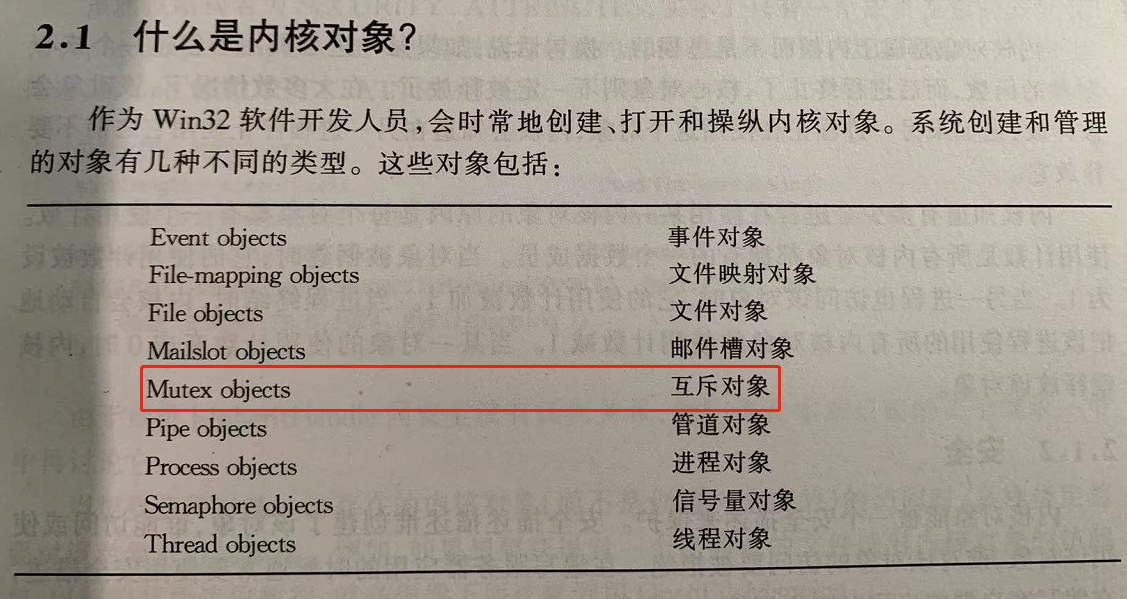 2.1 什么是内核对象?
作为 Win32 软件开发人员,会时常地创建、打开和操纵内核对象。系统创建和管理
的对象有几种不同的类型。这些对象包括:
Event objects 事件对象
File-mapping objects 文件映射对象
File objects 文件对象
Mailslot objects 邮件槽对象
Mutex objects 互斥对象
Pipe objects 管道对象
Process objects 进程对象
Semaphore objects 信号量对象
Thread objects 线程对象